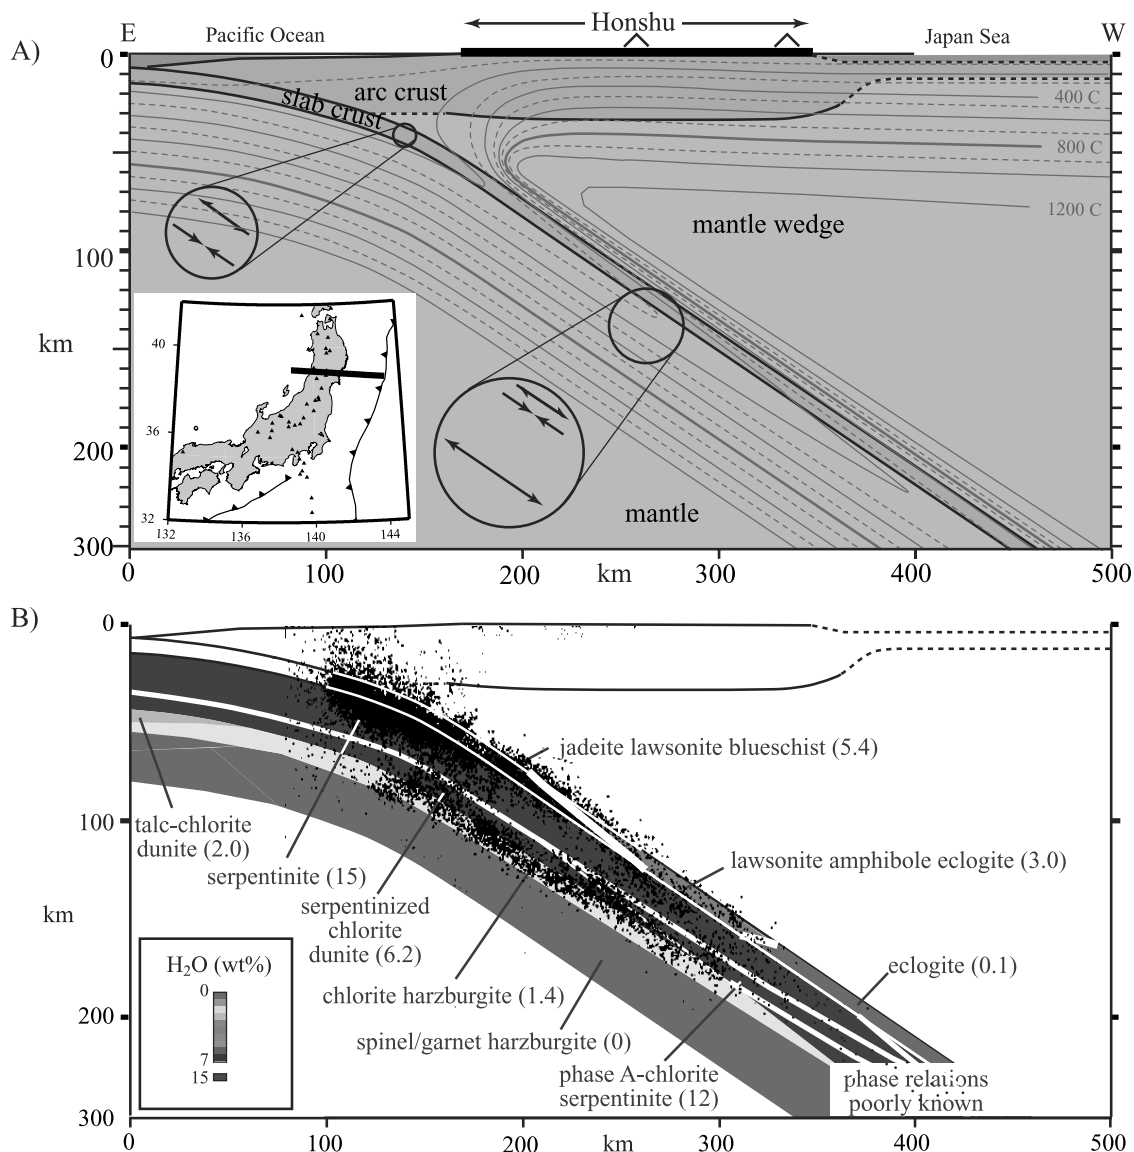 Honshu
E
Pacific Ocean
Japan Sea
W
A)
0
arc crust
slab crust
400 C
800 C
1200 C
mantle wedge
100
km
40
36
32
132
136
140
144
200
mantle
300
0
100
200
km
300
400
500
B)
0
jadeite lawsonite blueschist (5.4)
100
talc-chlorite
dunite (2.0)
serpentinite (15)
lawsonite amphibole eclogite (3.0)
serpentinized
chlorite
dunite (6.2)
km
H₂O (wt%)
0
7
15
eclogite (0.1)
chlorite harzburgite (1.4)
200
spinel/garnet harzburgite (0)
phase A-chlorite
serpentinite (12)
phase relations
poorly known
300
0
100
200
km
300
400
500